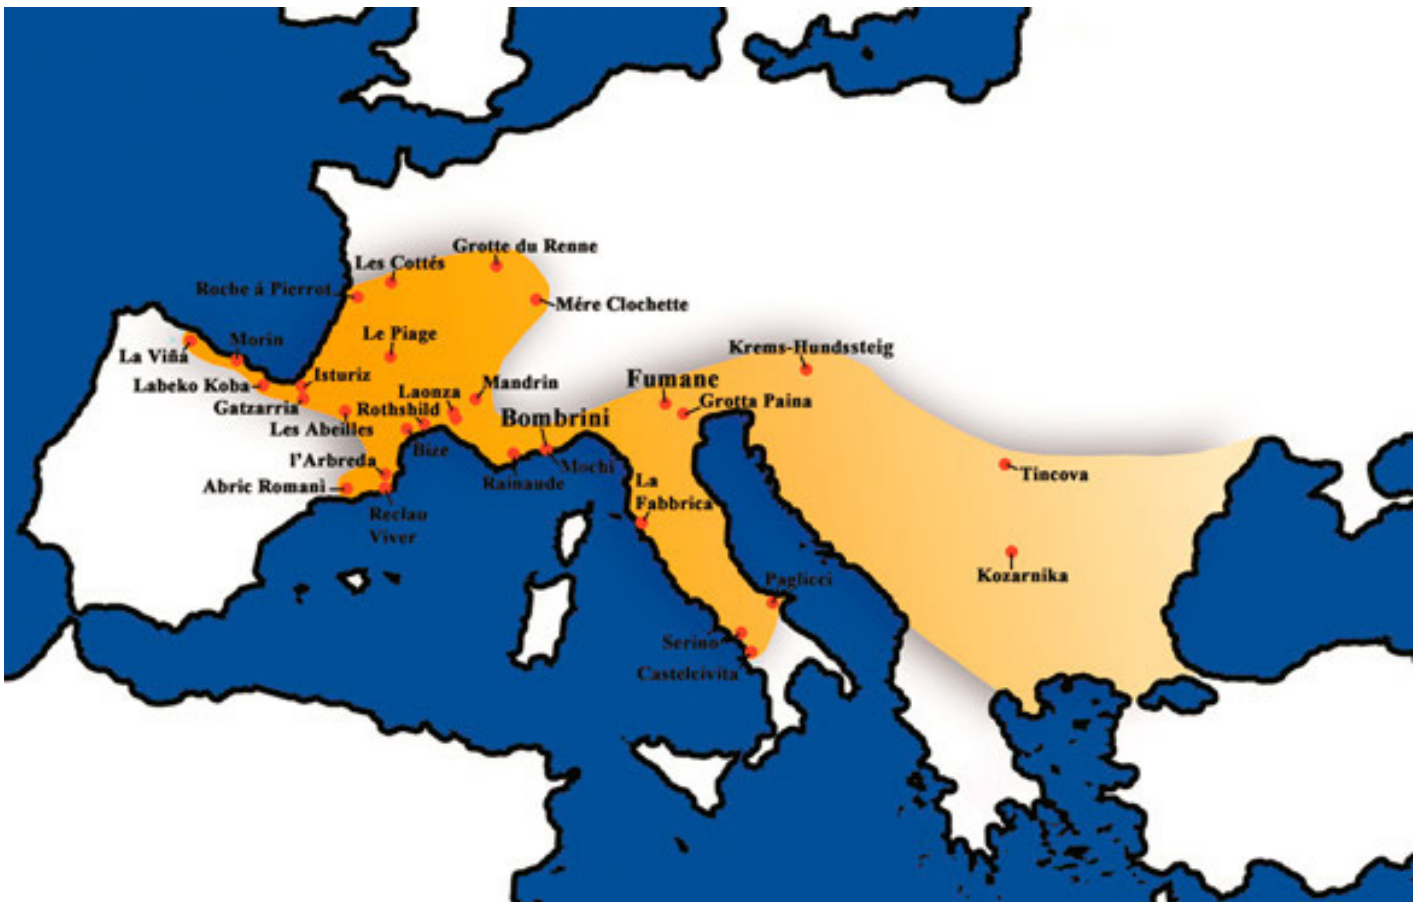 Grotte du Renne
Les Cottés
Roche á Pierrot
Mére Clochette
Le Piage
Morin
La Viña
Krems-Hundssteig
Isturiz
Labeko Koba
Fumane
Mandrin
Laonza
Grotta Paina
Gatzarria
Rothshild
Bombrini
Les Abeilles
Bize
l'Arbreda
Mochi
Tincova
Rainaude
Abric Romanì
La
Fabbrica
Reclau
Viver
Kozarnika
Paglicci
Serino
Castelcivita